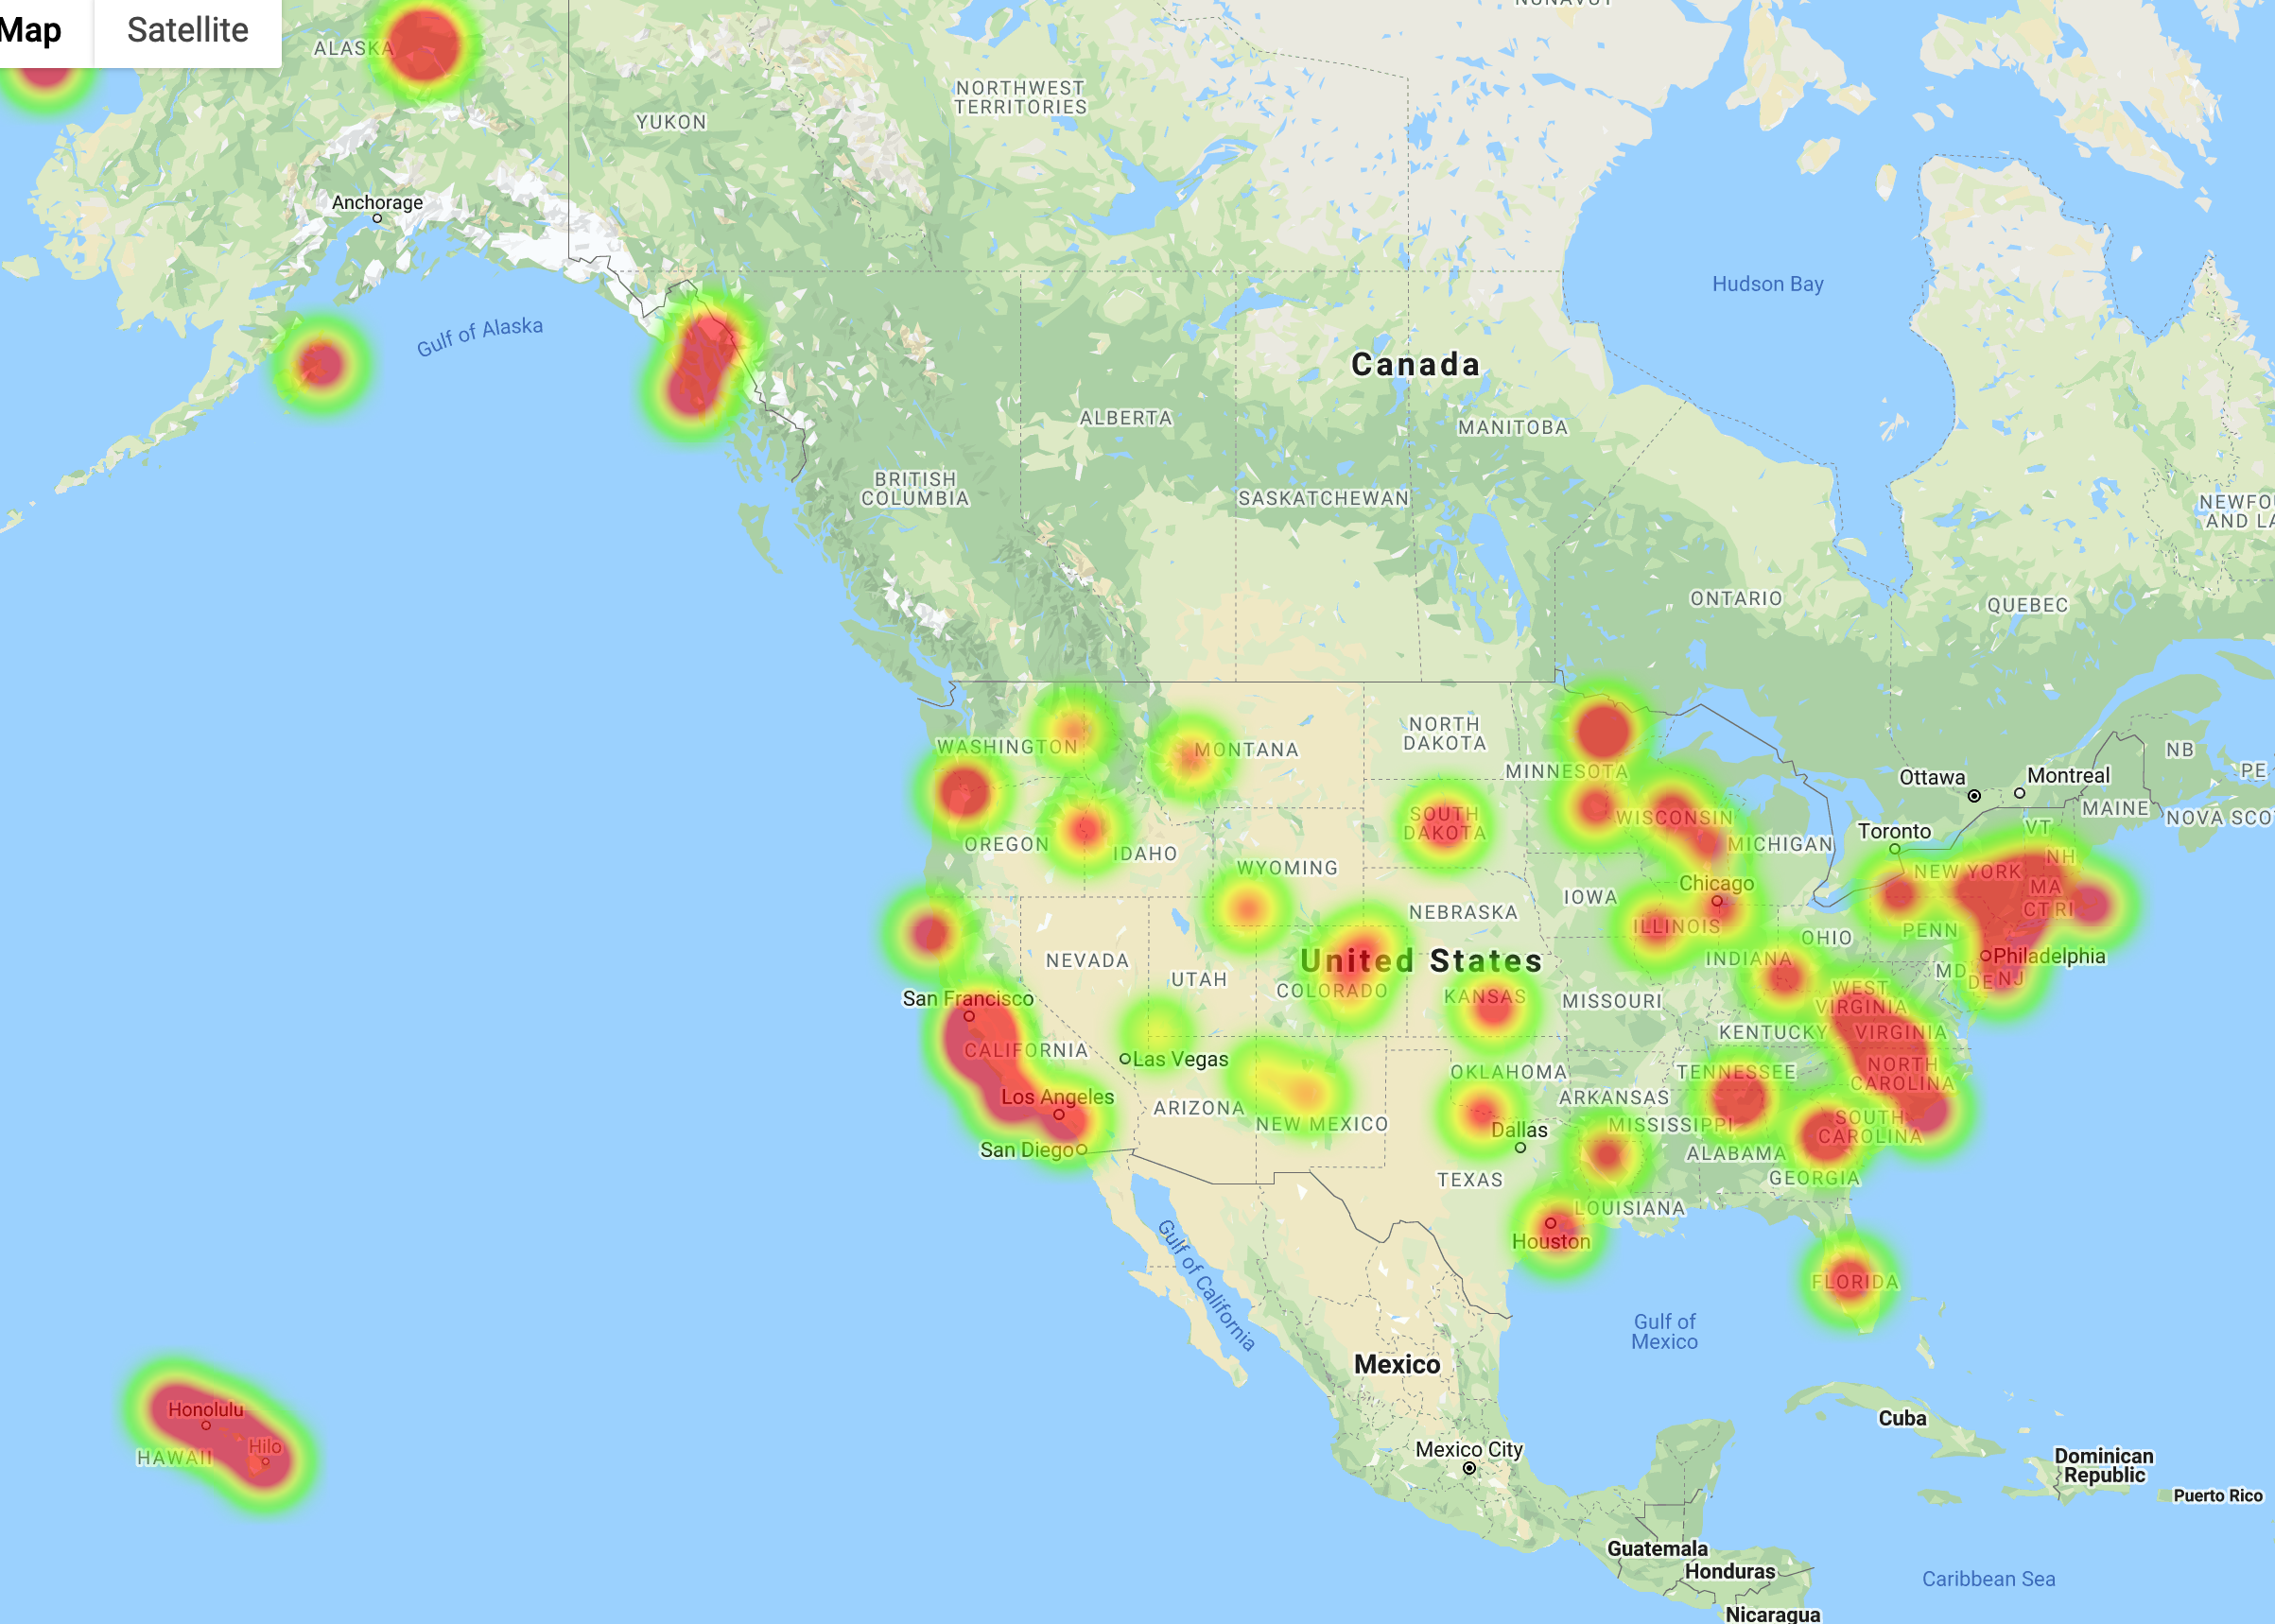 Map
Satellite
NUNAVUT
ALASKA
NORTHWEST
TERRITORIES
YUKON
Anchorage
Gulf of Alaska
Hudson Bay
Canada
ALBERTA
MANITOBA
BRITISH
COLUMBIA
SASKATCHEWAN
NEWFOU
AND LA
ONTARIO
QUEBEC
NORTH
DAKOTA
WASHINGTON
MONTANA
NB
PE
MINNESOTA
Ottawa
Montreal
MAINE
NOVA SCOT
SOUTH
DAKOTA
WISCONSIN
VT
Toronto
OREGON
IDAHO
MICHIGAN
NH
WYOMING
NEW YORK
Chicago
MA
IOWA
CT RI
NEBRASKA
ILLINOIS
PENN
OHIO
United States
NEVADA
INDIANA
Philadelphia
UTAH
MD
DE NJ
COLORADO
KANSAS
MISSOURI
WEST
VIRGINIA
San Francisco
KENTUCKY
VIRGINIA
CALIFORNIA
Las Vegas
OKLAHOMA
TENNESSEE
NORTH
CAROLINA
Los Angeles
ARIZONA
ARKANSAS
NEW MEXICO
MISSISSIPPI
SOUTH
CAROLINA
Dallas
San Diego
ALABAMA
TEXAS
GEORGIA
LOUISIANA
Houston
Gulf of California
FLORIDA
Gulf of
Mexico
Mexico
Honolulu
Cuba
HAWAII
Hilo
Mexico City
Dominican
Republic
Puerto Rico
Guatemala
Honduras
Caribbean Sea
Nicaragua